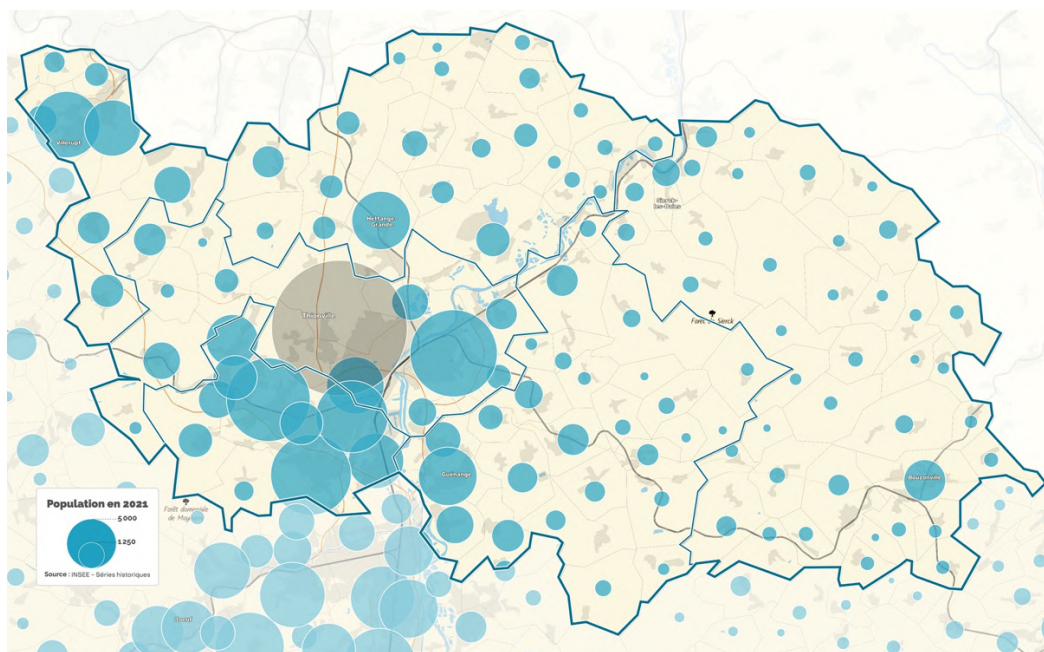 Villerupt
Hettange-
Grande
Sierck-
les-Bains
Thionville
Forêt de Sierck
Guénange
Bouzonville
Population en 2021
5 000
1 250
Source : INSEE – Séries historiques
Forêt domaniale
de Moyeuvre
Joeuf